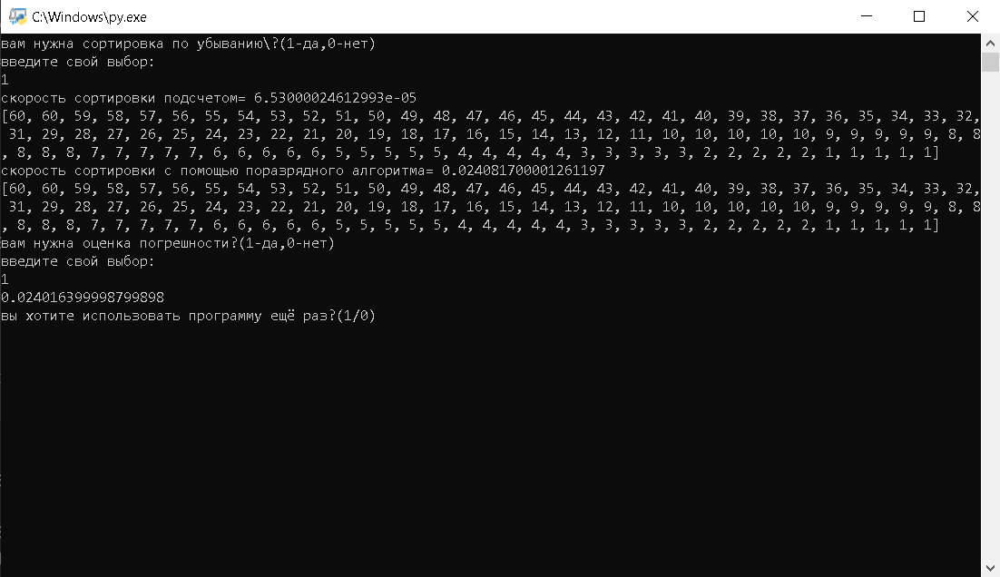 C:\Windows\py.exe
вам нужна сортировка по убыванию\?(1-да,0-нет)
введите свой выбор:
1
скорость сортировки подсчетом= 6.53000024612993e-05
[60, 60, 59, 58, 57, 56, 55, 54, 53, 52, 51, 50, 49, 48, 47, 46, 45, 44, 43, 42, 41, 40, 39, 38, 37, 36, 35, 34, 33, 32,
 31, 29, 28, 27, 26, 25, 24, 23, 22, 21, 20, 19, 18, 17, 16, 15, 14, 13, 12, 11, 10, 10, 10, 10, 10, 9, 9, 9, 9, 9, 8, 8
, 8, 8, 8, 7, 7, 7, 7, 7, 6, 6, 6, 6, 6, 5, 5, 5, 5, 5, 4, 4, 4, 4, 4, 3, 3, 3, 3, 3, 2, 2, 2, 2, 2, 1, 1, 1, 1, 1]
скорость сортировки с помощью поразрядного алгоритма= 0.024081700001261197
[60, 60, 59, 58, 57, 56, 55, 54, 53, 52, 51, 50, 49, 48, 47, 46, 45, 44, 43, 42, 41, 40, 39, 38, 37, 36, 35, 34, 33, 32,
 31, 29, 28, 27, 26, 25, 24, 23, 22, 21, 20, 19, 18, 17, 16, 15, 14, 13, 12, 11, 10, 10, 10, 10, 10, 9, 9, 9, 9, 9, 8, 8
, 8, 8, 8, 7, 7, 7, 7, 7, 6, 6, 6, 6, 6, 5, 5, 5, 5, 5, 4, 4, 4, 4, 4, 3, 3, 3, 3, 3, 2, 2, 2, 2, 2, 1, 1, 1, 1, 1]
вам нужна оценка погрешности?(1-да,0-нет)
введите свой выбор:
1
0.024016399998799898
вы хотите использовать программу ещё раз?(1/0)